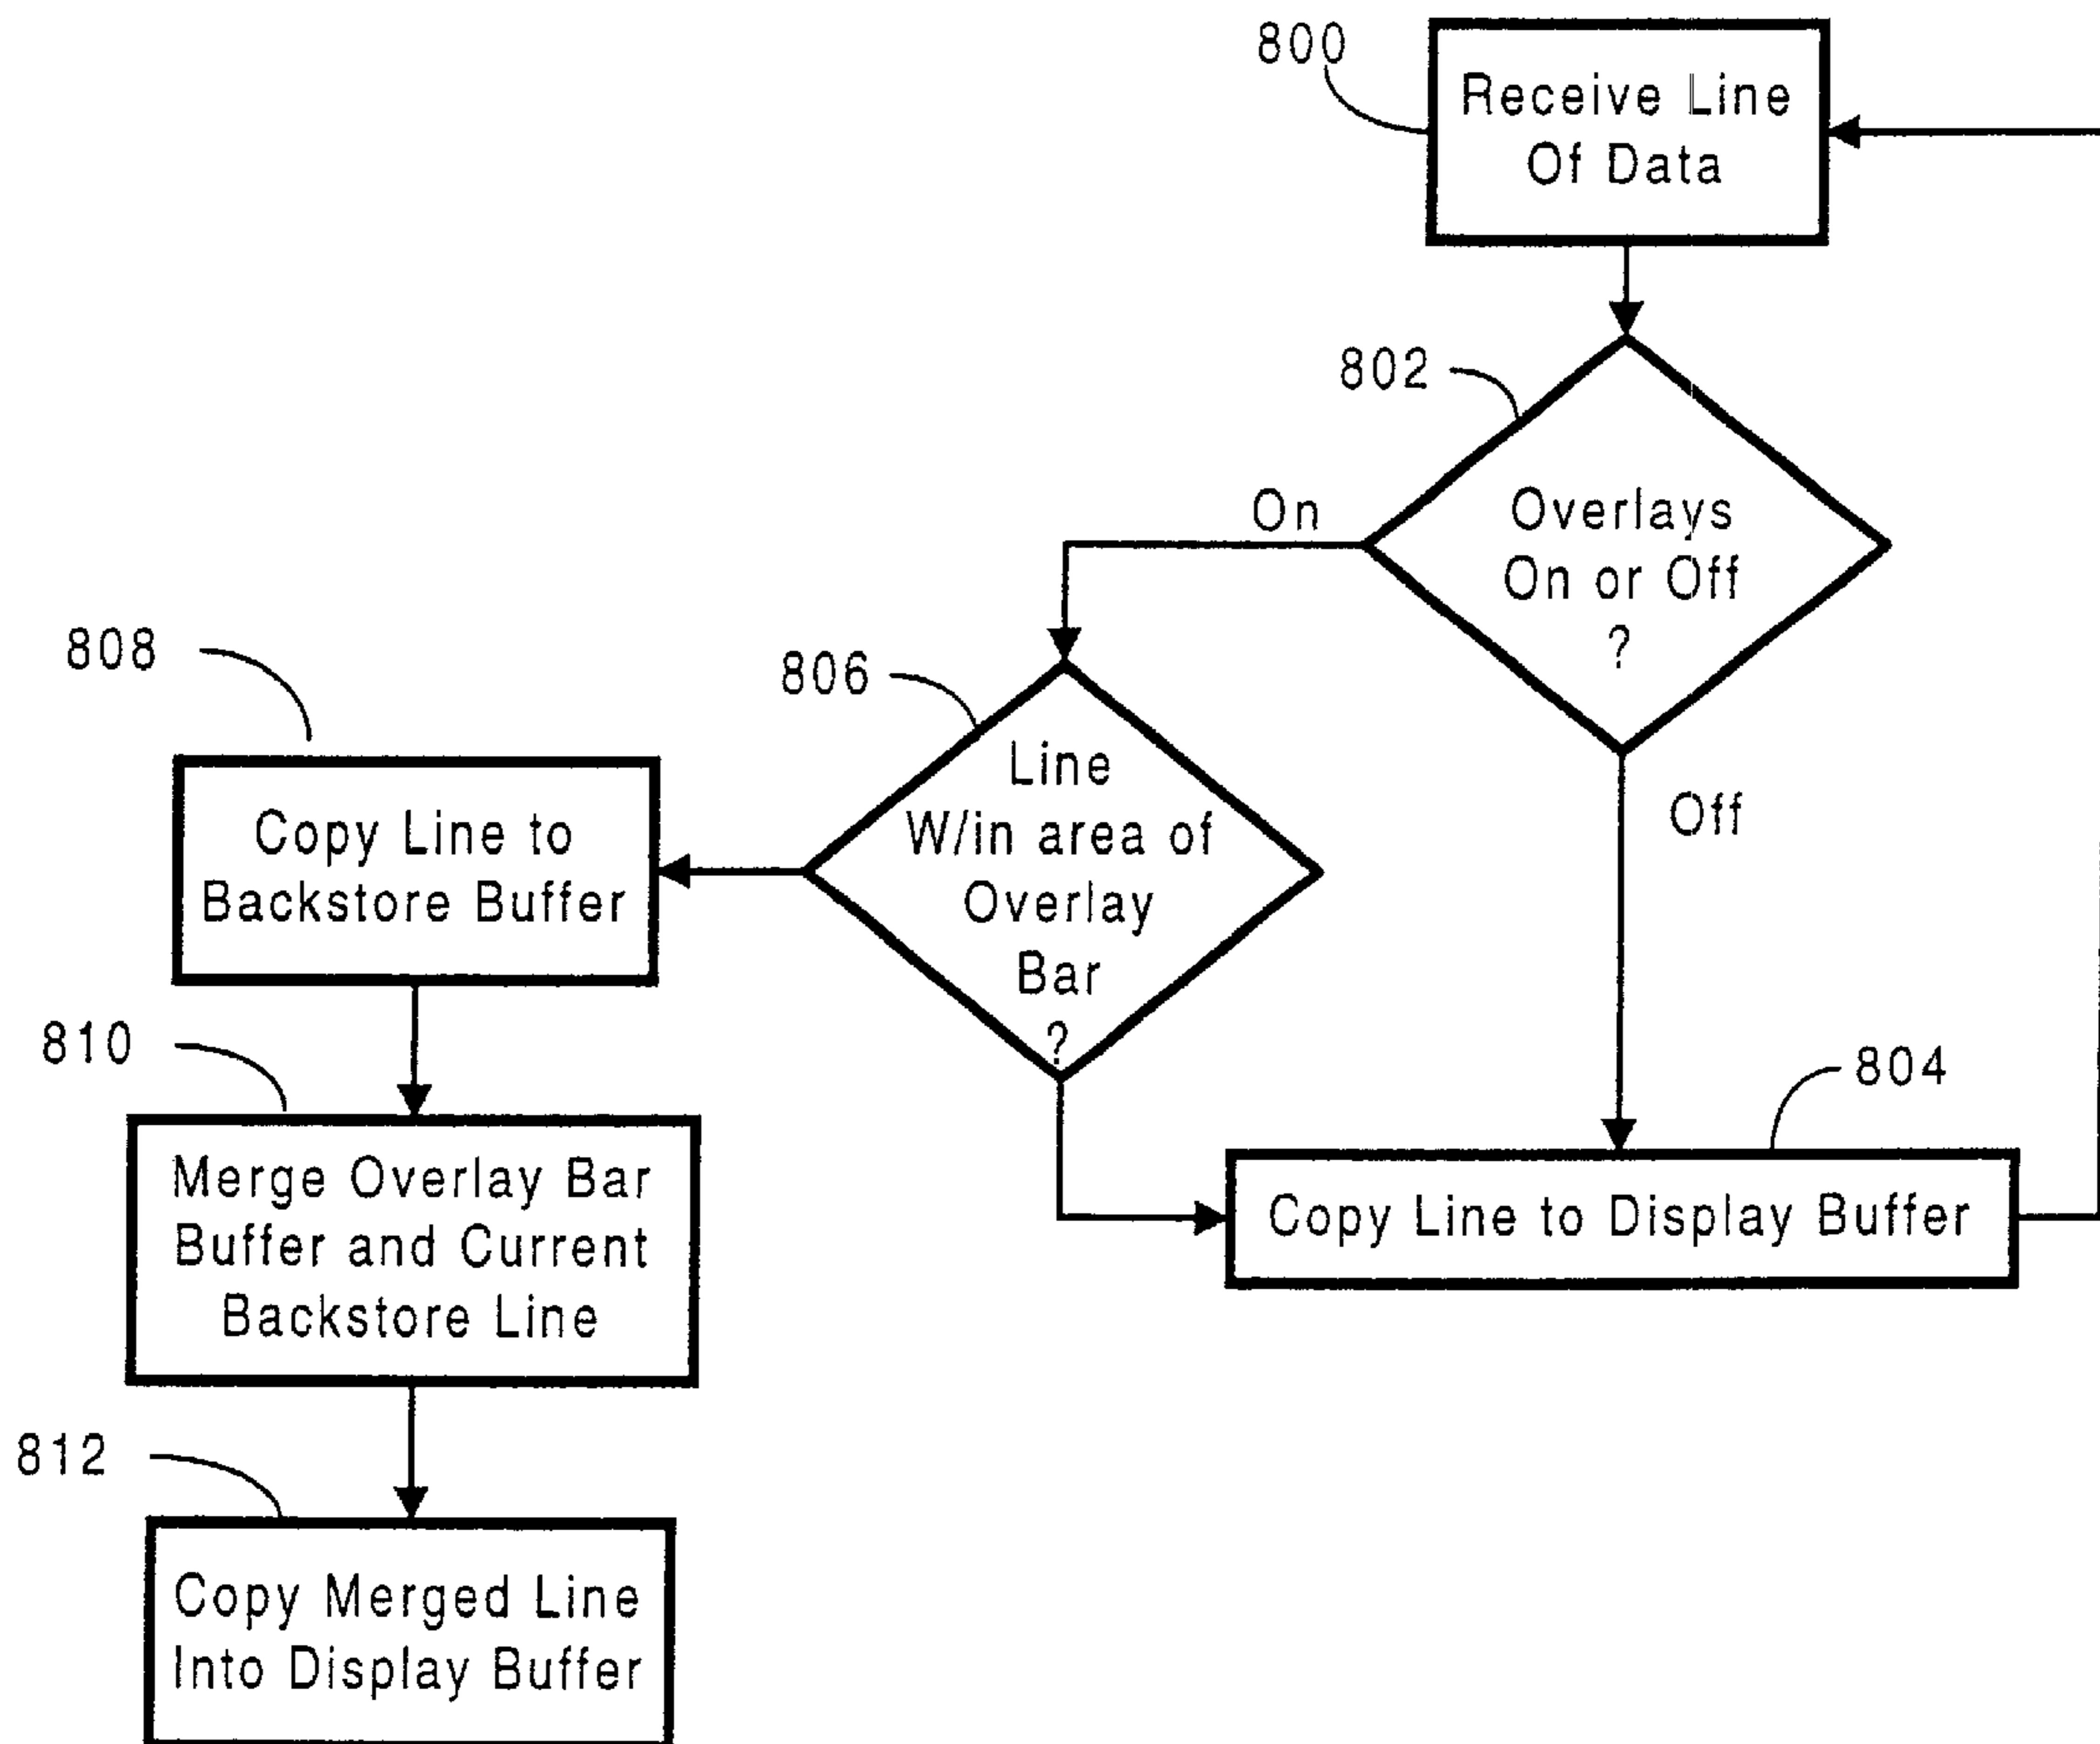 800
Receive Line
Of Data
802
Overlays
On or Off
?
On
Off
806
Line
W/in area of
Overlay
Bar
?
808
Copy Line to
Backstore Buffer
804
Copy Line to Display Buffer
810
Merge Overlay Bar
Buffer and Current
Backstore Line
812
Copy Merged Line
Into Display Buffer